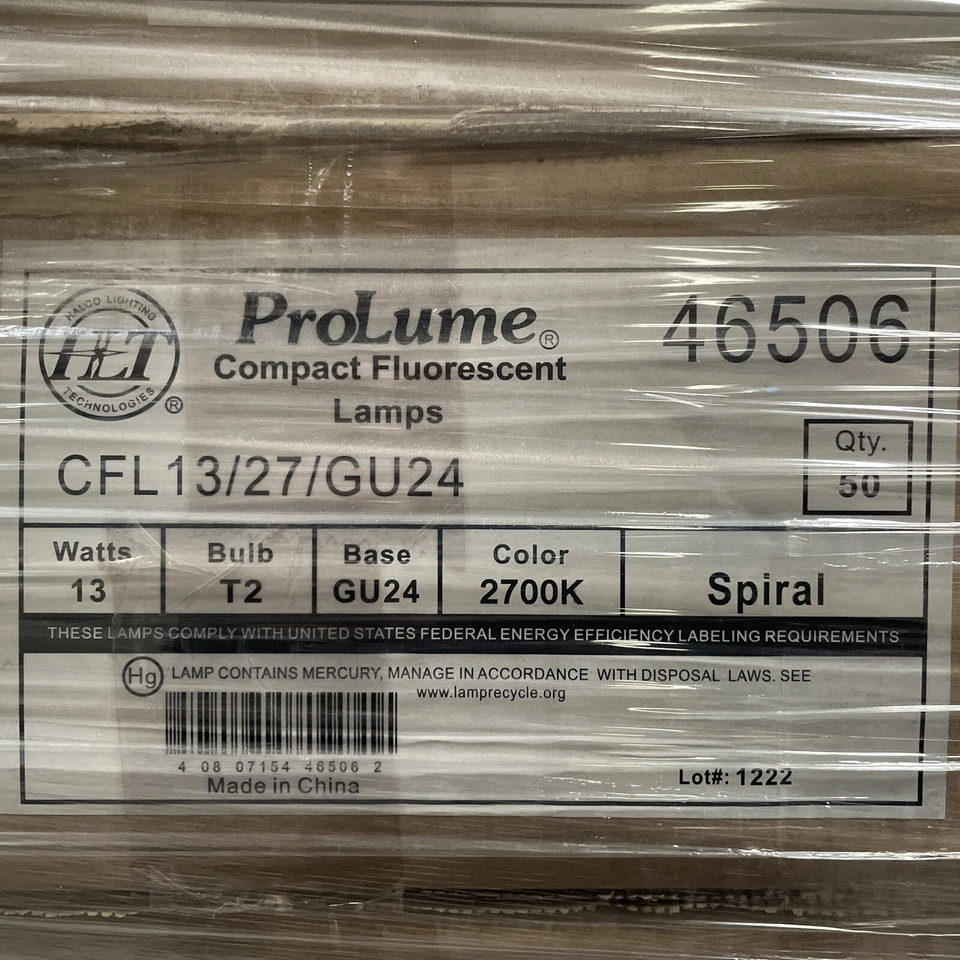 HALCO LIGHTING
HLT
TECHNOLOGIES
®
ProLume®
Compact Fluorescent
Lamps
46506
CFL13/27/GU24
Qty.
50
Watts
13
Bulb
T2
Base
GU24
Color
2700K
Spiral
THESE LAMPS COMPLY WITH UNITED STATES FEDERAL ENERGY EFFICIENCY LABELING REQUIREMENTS
Hg LAMP CONTAINS MERCURY, MANAGE IN ACCORDANCE WITH DISPOSAL LAWS. SEE
www.lamprecycle.org
4 08 07154 46506 2
Made in China
Lot#: 1222